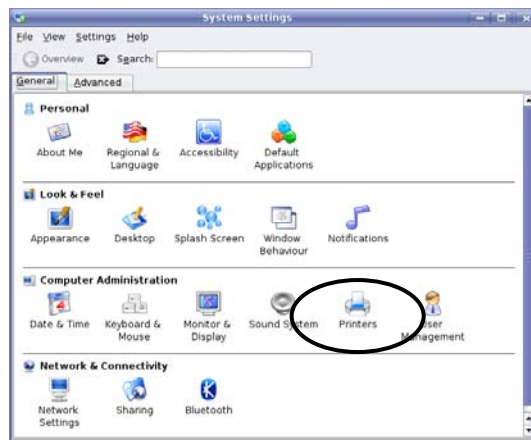 System Settings
File View Settings Help
Overview Search:
General Advanced
Personal
About Me Regional & Language Accessibility Default Applications
Look & Feel
Appearance Desktop Splash Screen Window Behaviour Notifications
Computer Administration
Date & Time Keyboard & Mouse Monitor & Display Sound System Printers User Management
Network & Connectivity
Network Settings Sharing Bluetooth